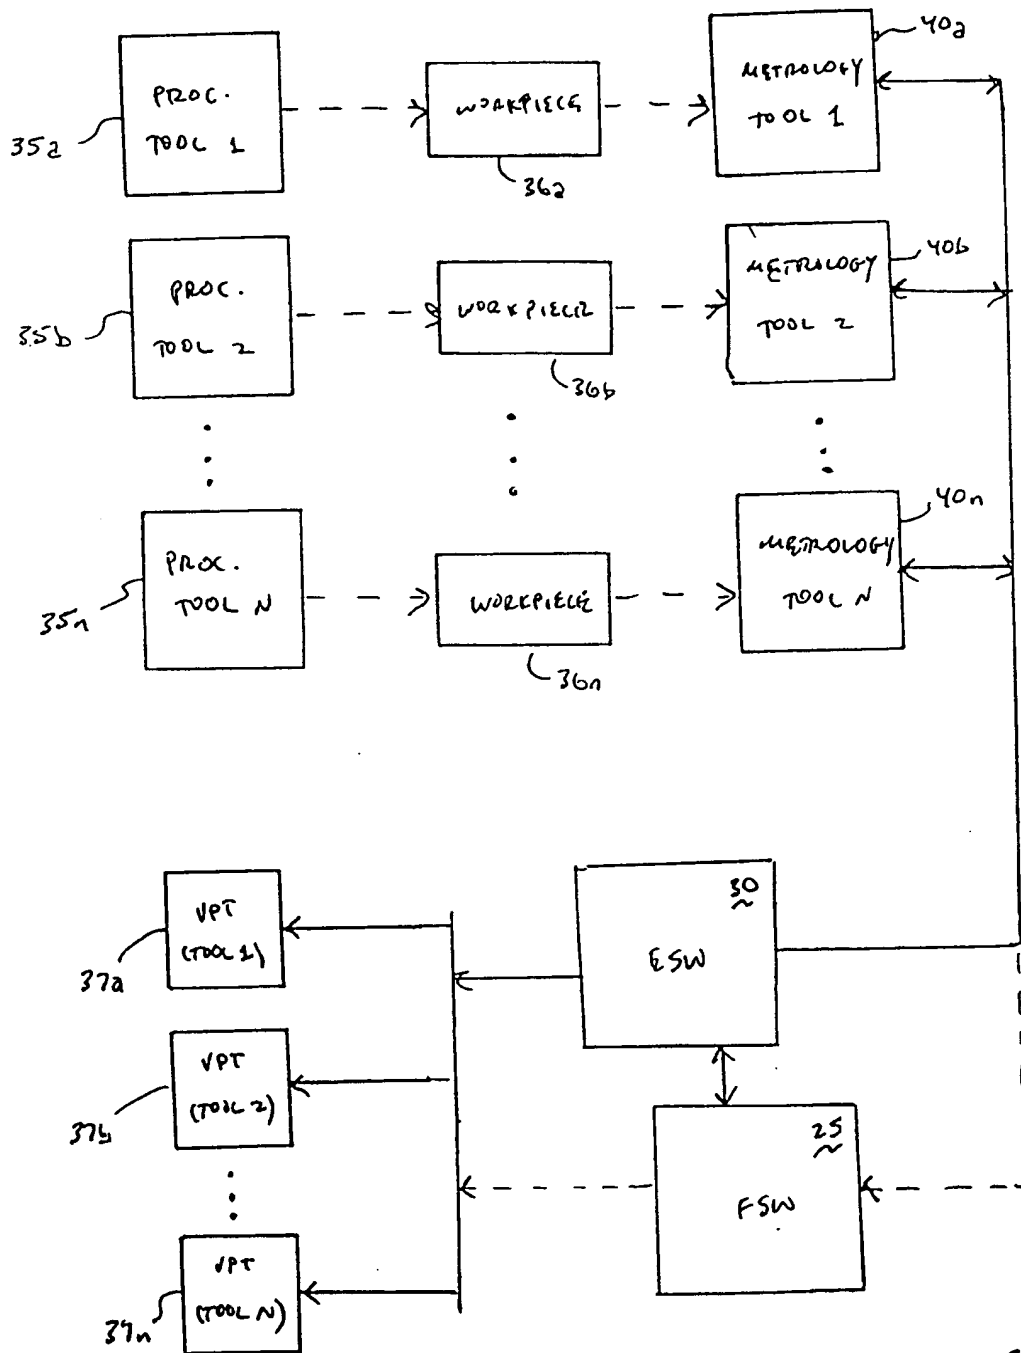 PROC.
TOOL 1
35a
WORKPIECE
36a
METROLOGY
TOOL 1
40a
PROC.
TOOL 2
35b
WORKPIECE
36b
METROLOGY
TOOL 2
40b
PROC.
TOOL N
35n
WORKPIECE
36n
METROLOGY
TOOL N
40n
VPT
(TOOL 1)
37a
30
ESW
VPT
(TOOL 2)
37b
25
FSW
VPT
(TOOL N)
37n